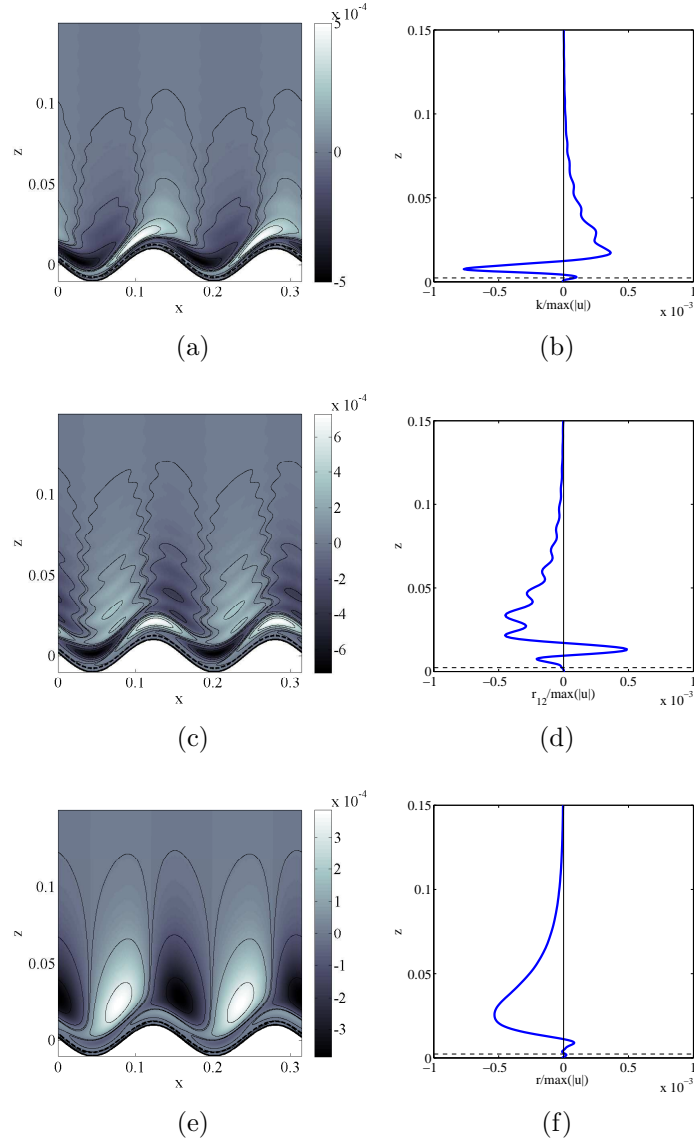 x 10⁻⁴
5
0
−5
0.1
0.05
0
z
0 0.1 0.2 0.3
x
(a)
0.15
0.1
0.05
0
z
−1 −0.5 0 0.5 1
k/max(|u|)
x 10⁻³
(b)
x 10⁻⁴
6
4
2
0
−2
−4
−6
0.1
0.05
0
z
0 0.1 0.2 0.3
x
(c)
0.15
0.1
0.05
0
z
−1 −0.5 0 0.5 1
r₁₂/max(|u|)
x 10⁻³
(d)
x 10⁻⁴
3
2
1
0
−1
−2
−3
0.1
0.05
0
z
0 0.1 0.2 0.3
x
(e)
0.15
0.1
0.05
0
z
−1 −0.5 0 0.5 1
r/max(|u|)
x 10⁻³
(f)